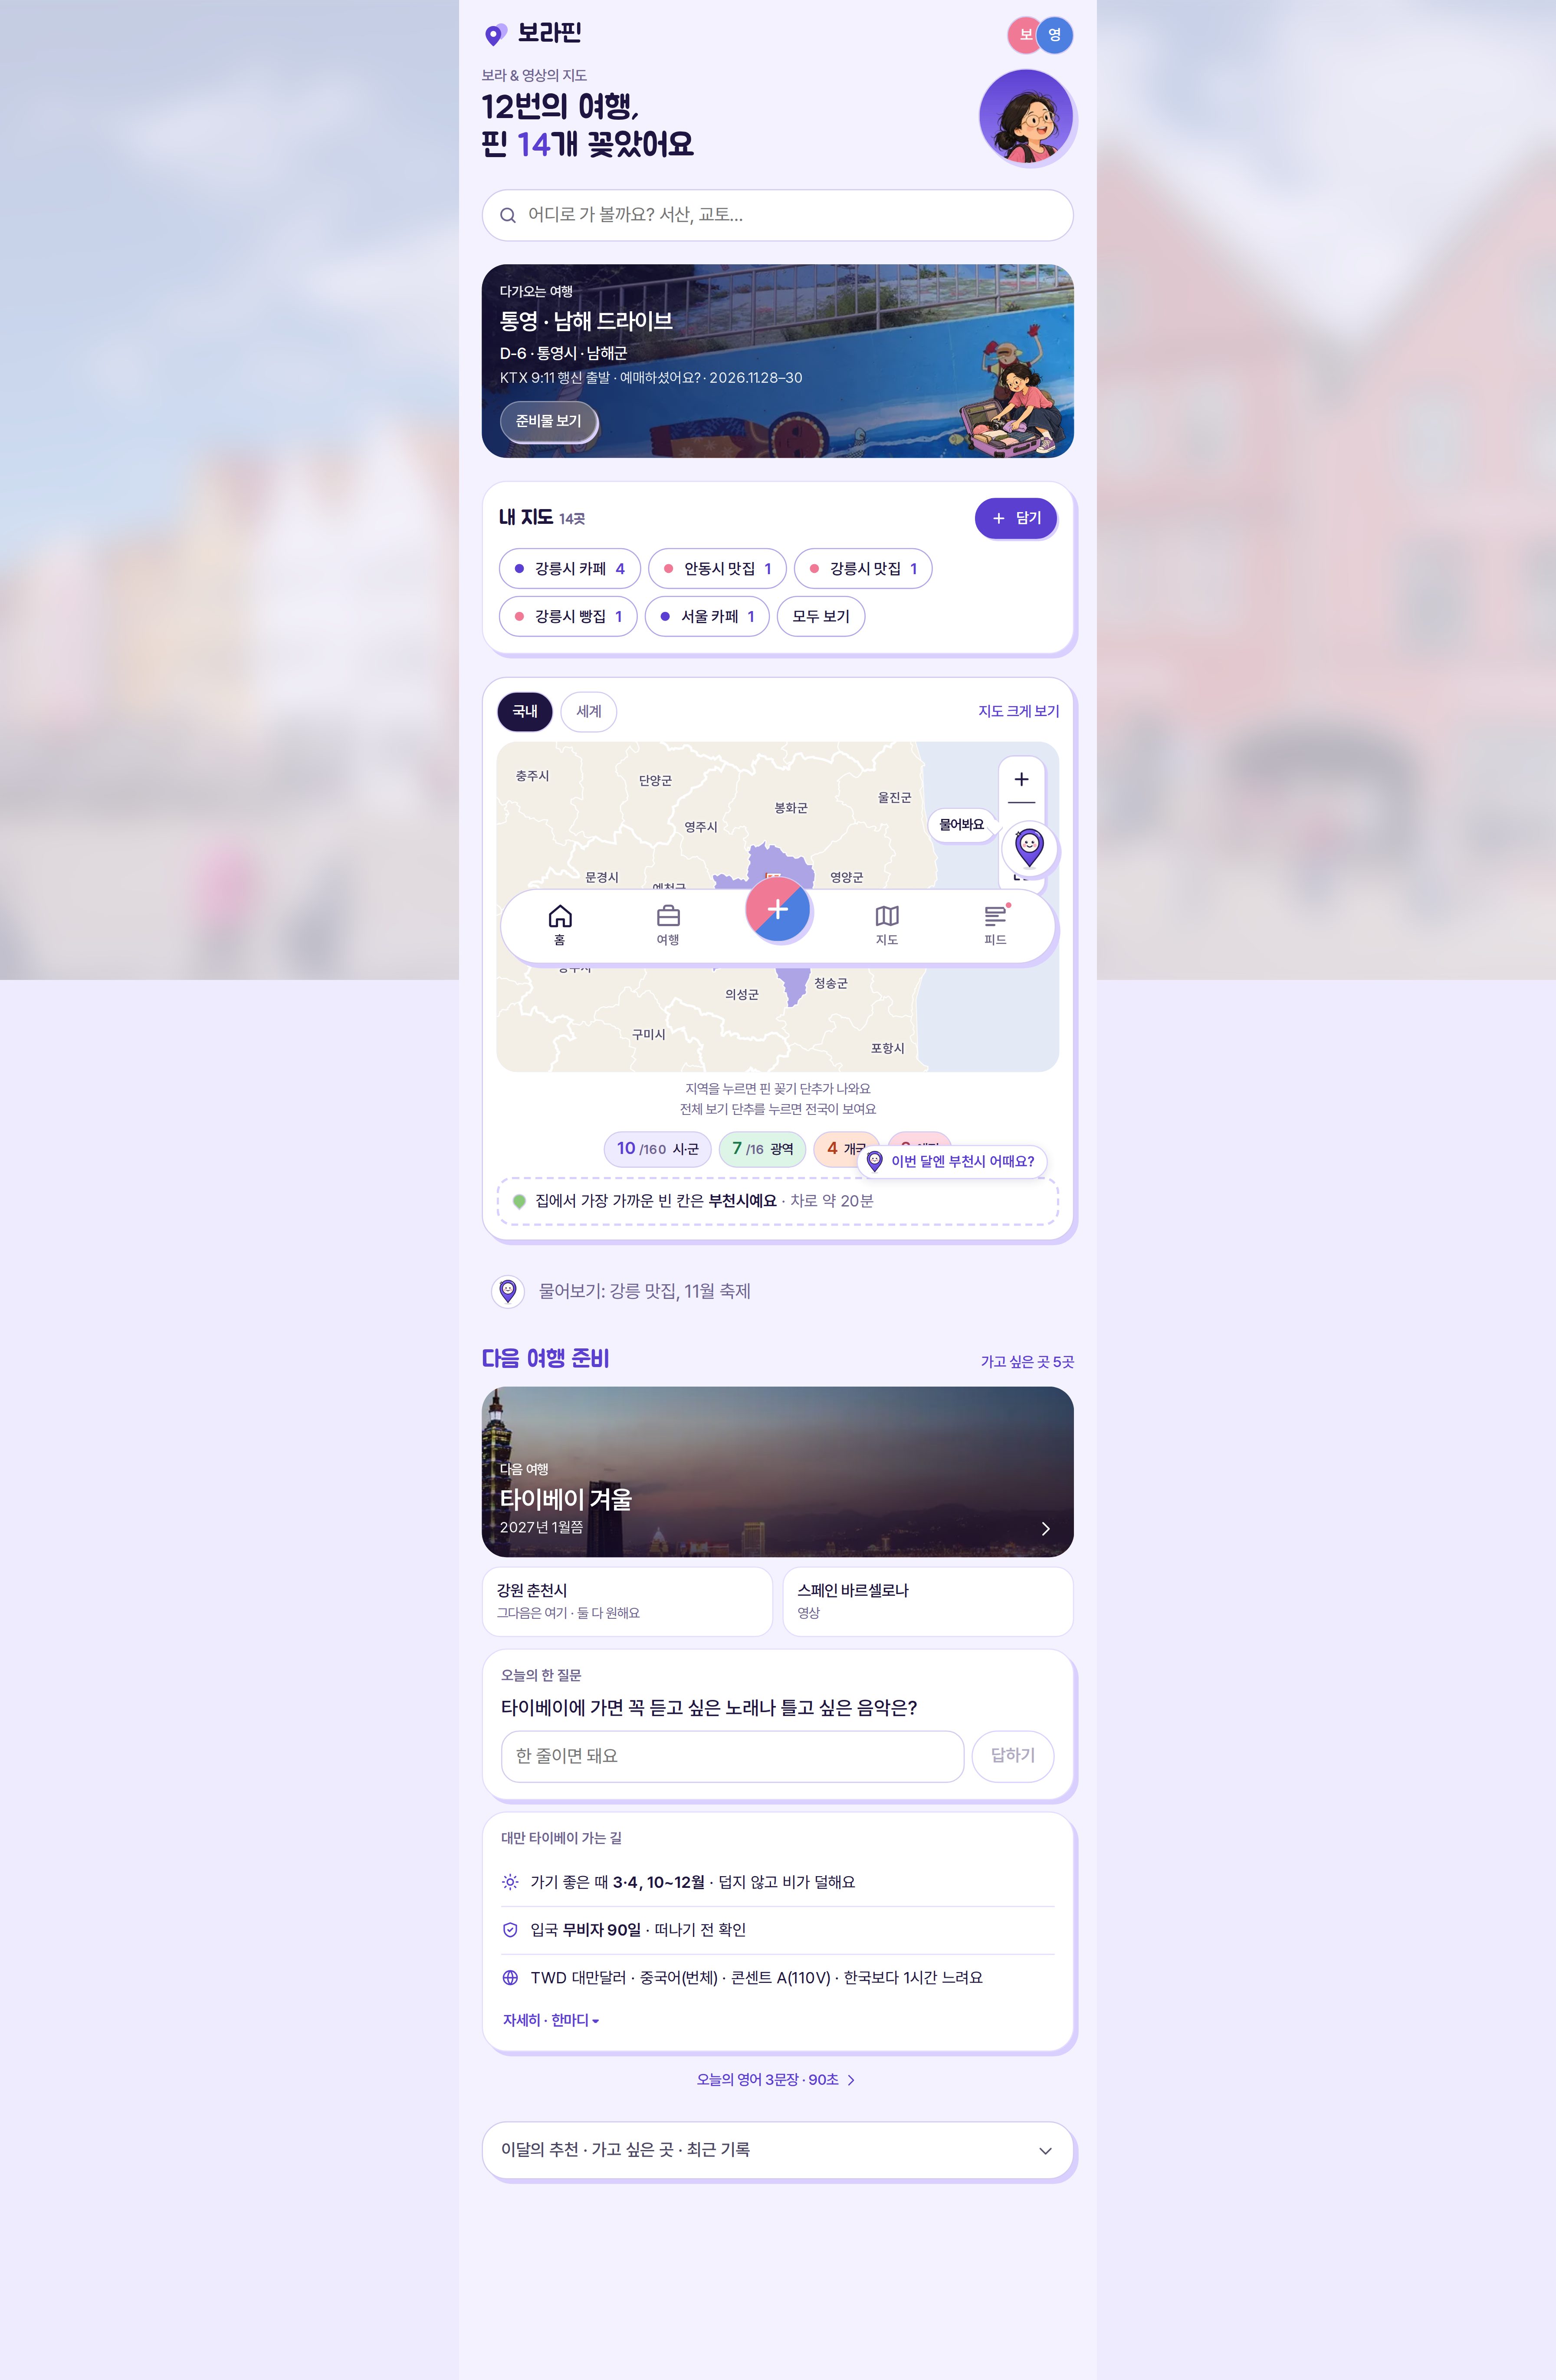 보라핀
보 영
보라 & 영상의 지도
12번의 여행,
핀 14개 꽂았어요
어디로 가 볼까요? 서산, 교토...
다가오는 여행
통영 · 남해 드라이브
D-6 · 통영시 · 남해군
KTX 9:11 행신 출발 · 예매하셨어요? · 2026.11.28–30
준비물 보기
내 지도 14곳
+ 담기
강릉시 카페 4
안동시 맛집 1
강릉시 맛집 1
강릉시 빵집 1
서울 카페 1
모두 보기
국내
세계
지도 크게 보기
충주시
단양군
봉화군
울진군
영주시
물어봐요
문경시
영양군
홈
여행
지도
피드
청송군
의성군
구미시
포항시
지역을 누르면 핀 꽂기 단추가 나와요
전체 보기 단추를 누르면 전국이 보여요
10 /160 시·군
7 /16 광역
4
이번 달엔 부천시 어때요?
집에서 가장 가까운 빈 칸은 부천시예요 · 차로 약 20분
물어보기: 강릉 맛집, 11월 축제
다음 여행 준비
가고 싶은 곳 5곳
다음 여행
타이베이 겨울
2027년 1월쯤
강원 춘천시
그다음은 여기 · 둘 다 원해요
스페인 바르셀로나
영상
오늘의 한 질문
타이베이에 가면 꼭 듣고 싶은 노래나 틀고 싶은 음악은?
한 줄이면 돼요
답하기
대만 타이베이 가는 길
가기 좋은 때 3·4, 10~12월 · 덥지 않고 비가 덜해요
입국 무비자 90일 · 떠나기 전 확인
TWD 대만달러 · 중국어(번체) · 콘센트 A(110V) · 한국보다 1시간 느려요
자세히 · 한마디
오늘의 영어 3문장 · 90초
이달의 추천 · 가고 싶은 곳 · 최근 기록